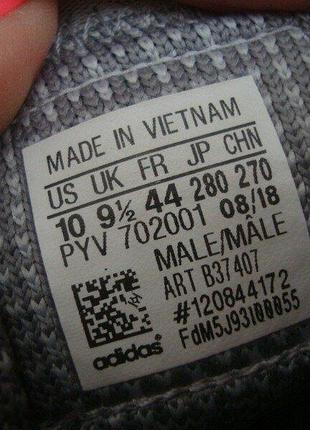 MADE IN VIETNAM
US UK FR JP CHN
10 9½ 44 280 270
PYV 702001 08/18
MALE/MÂLE
ART B37407
#120844172
FdM5J93I00055
adidas